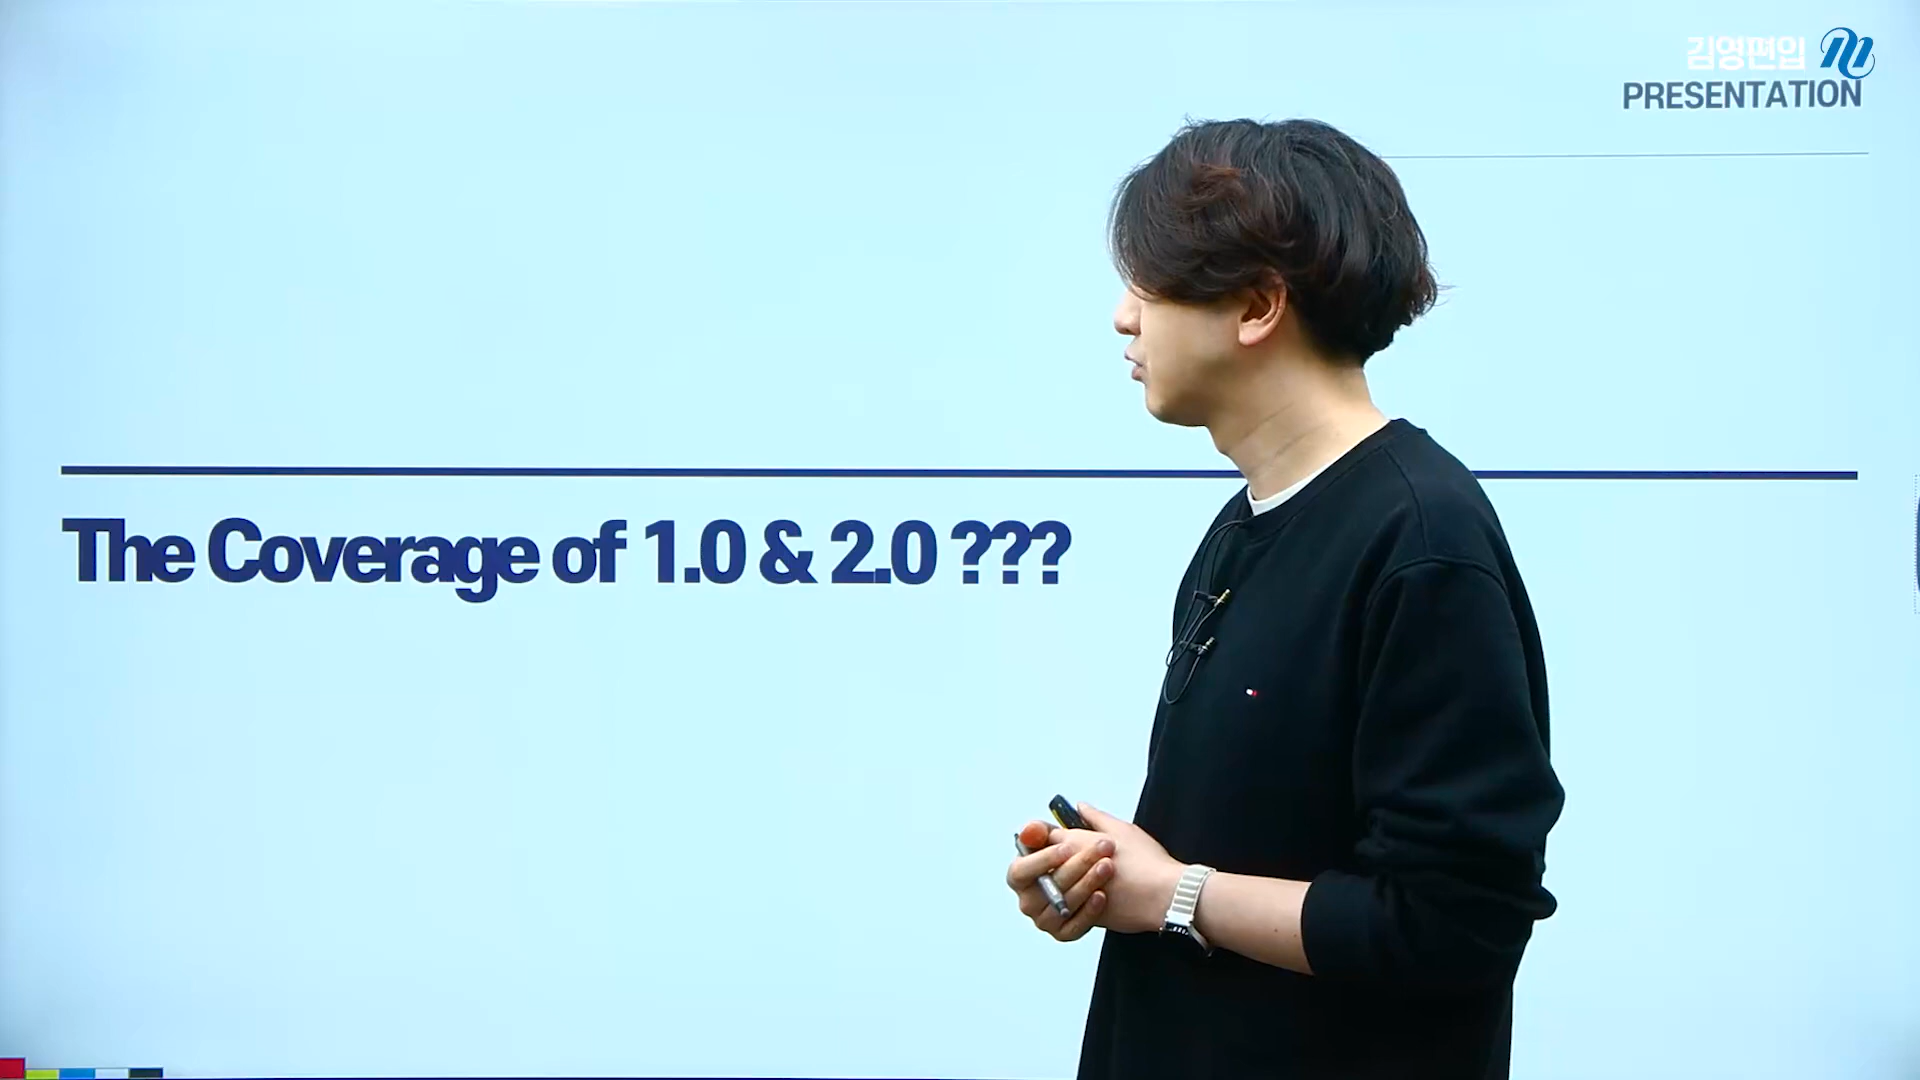 김영편입
PRESENTATION
The Coverage of 1.0 & 2.0 ???